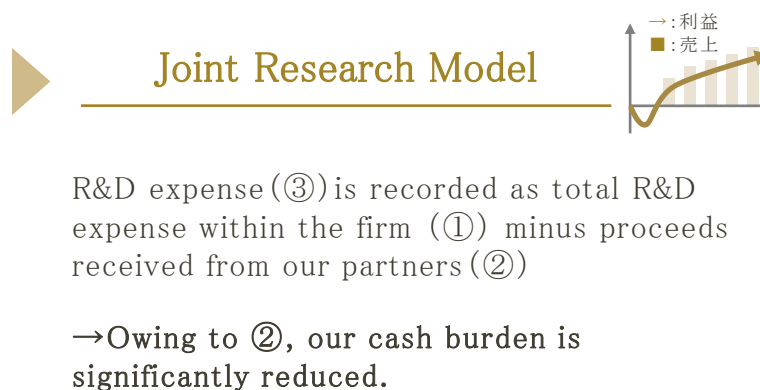 →:利益
■:売上
Joint Research Model
R&D expense(③)is recorded as total R&D
expense within the firm (①) minus proceeds
received from our partners(②)
→Owing to ②, our cash burden is
significantly reduced.